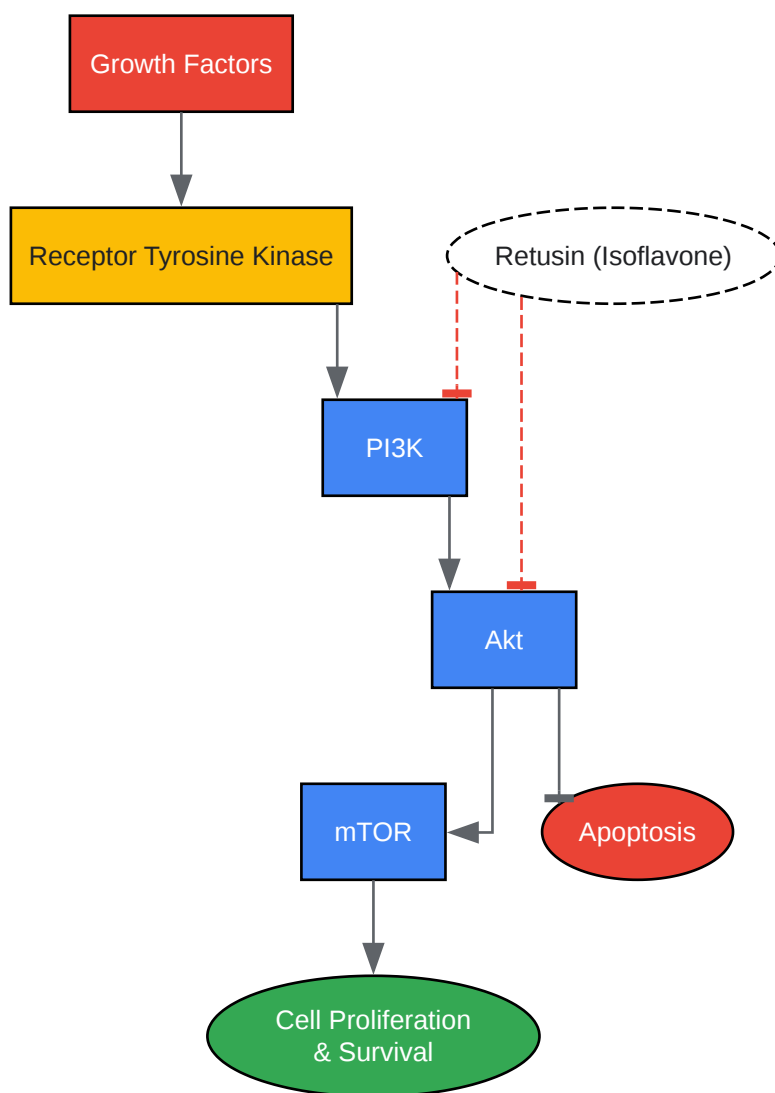 Growth Factors
Receptor Tyrosine Kinase
Retusin (Isoflavone)
PI3K
Akt
mTOR
Apoptosis
Cell Proliferation
& Survival